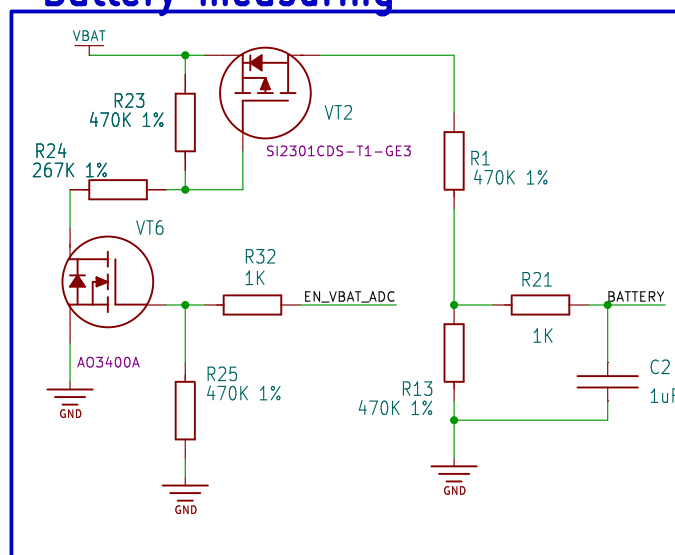 Battery measuring
VBAT
R23
470K 1%
VT2
SI2301CDS-T1-GE3
R24
267K 1%
R1
470K 1%
VT6
R32
1K
EN_VBAT_ADC
R21
BATTERY
1K
AO3400A
R25
470K 1%
R13
470K 1%
C2
1uF
GND
GND
GND